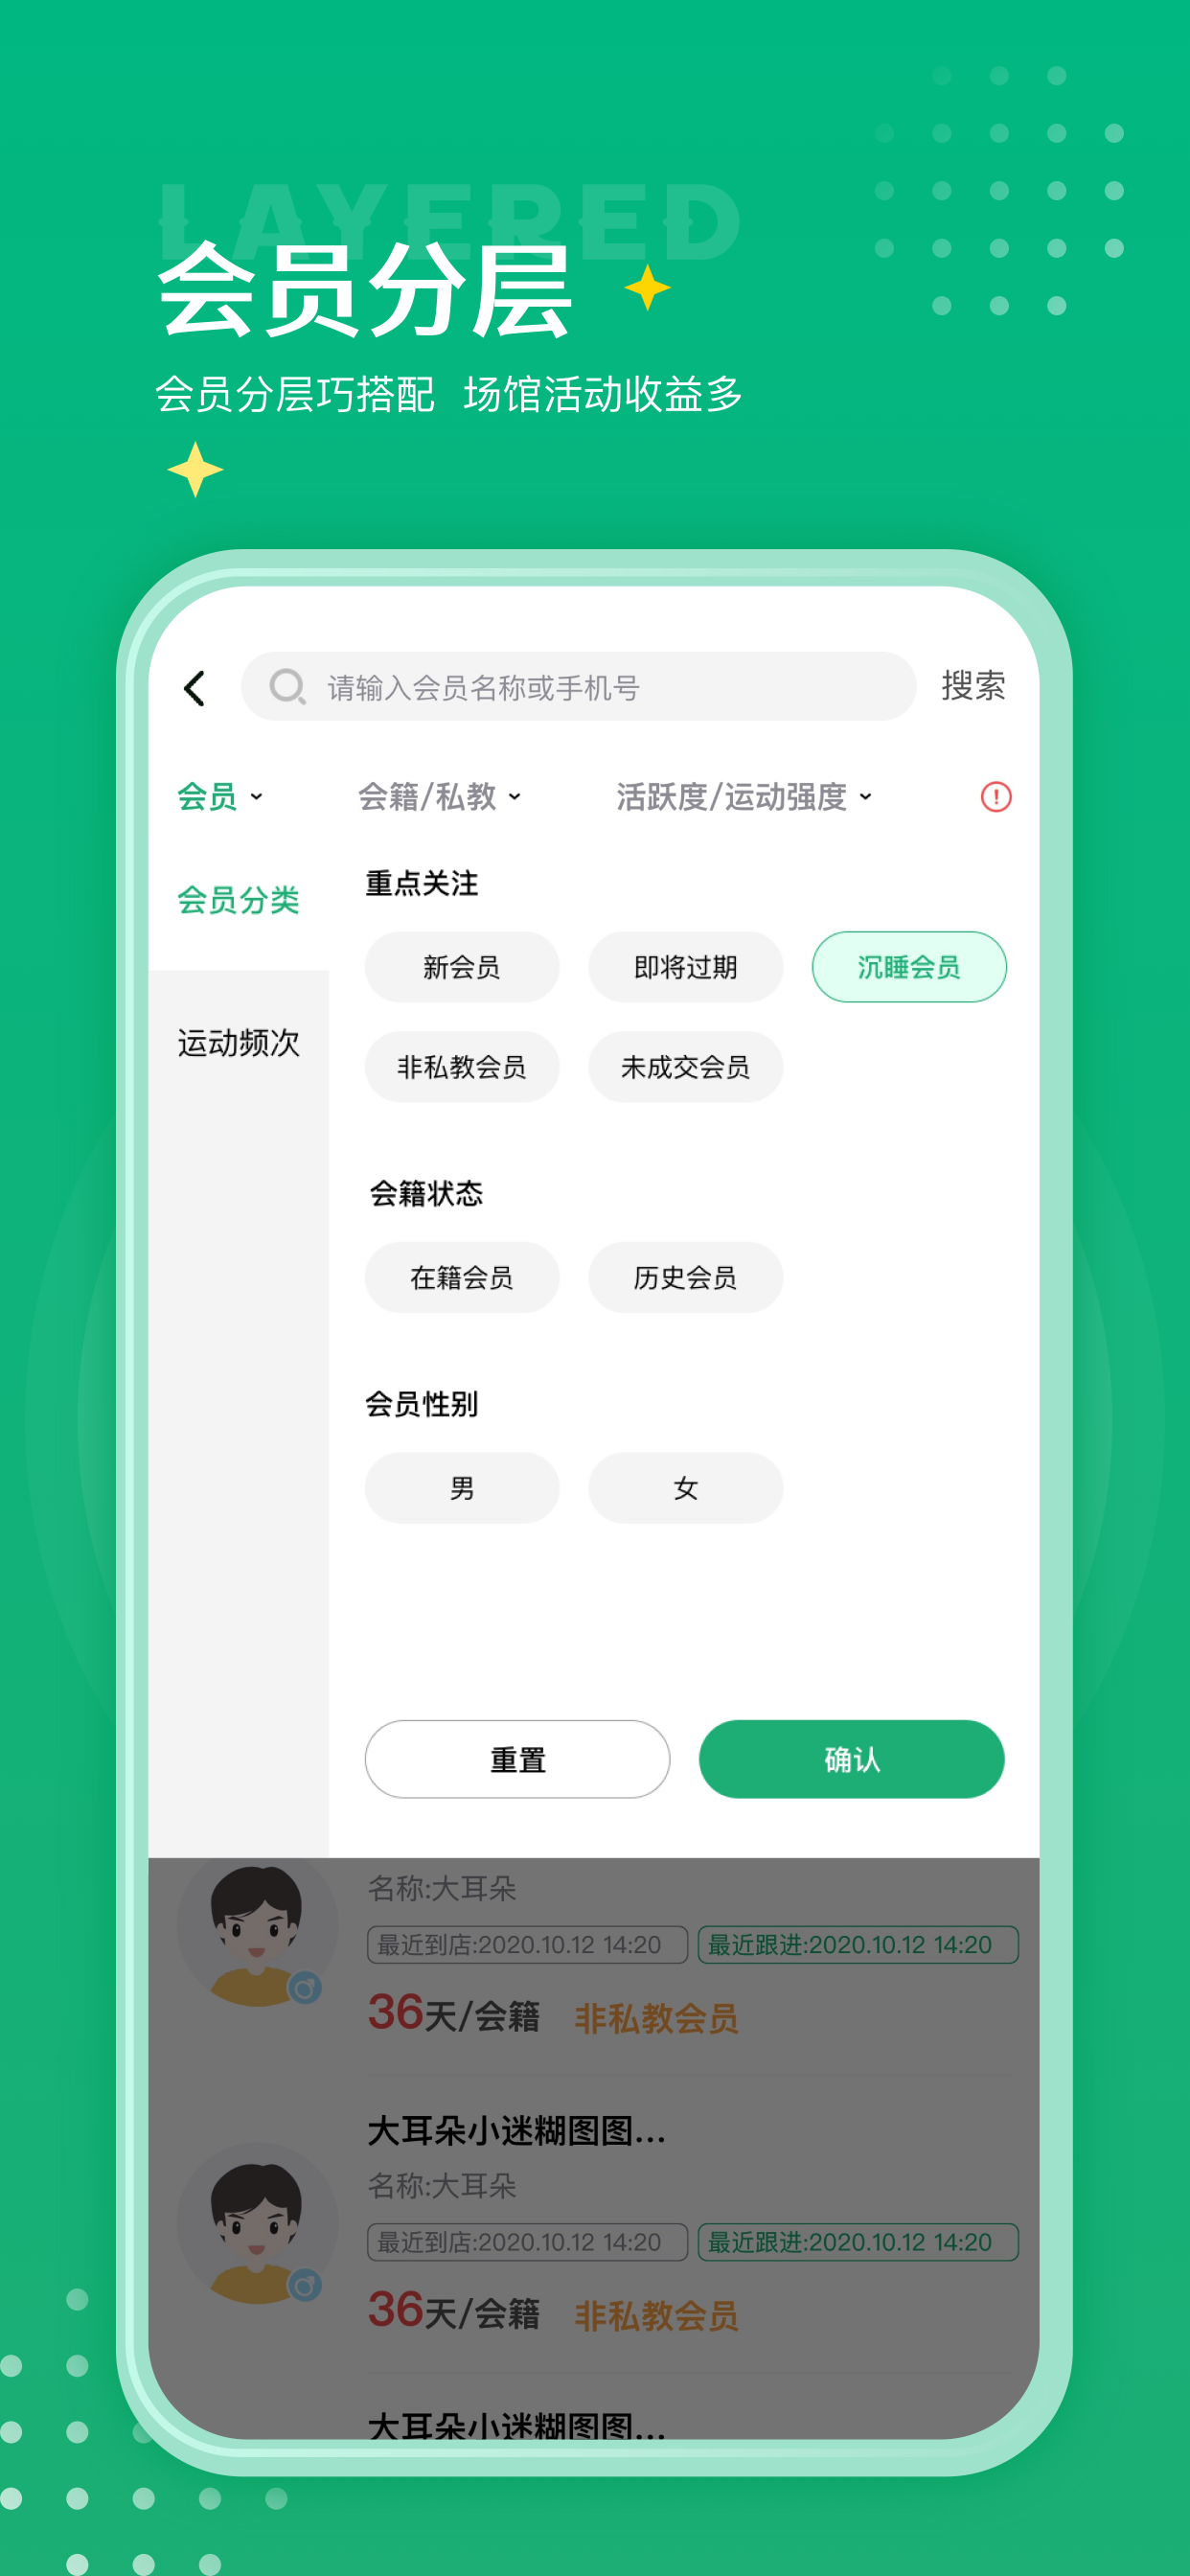 LAYERED
会员分层
会员分层巧搭配 场馆活动收益多
请输入会员名称或手机号 搜索
会员 会籍/私教 活跃度/运动强度
会员分类
运动频次
重点关注
新会员 即将过期 沉睡会员
非私教会员 未成交会员
会籍状态
在籍会员 历史会员
会员性别
男 女
重置 确认
名称:大耳朵
最近到店:2020.10.12 14:20 最近跟进:2020.10.12 14:20
36天/会籍 非私教会员
大耳朵小迷糊图图...
名称:大耳朵
最近到店:2020.10.12 14:20 最近跟进:2020.10.12 14:20
36天/会籍 非私教会员
大耳朵小迷糊图图...